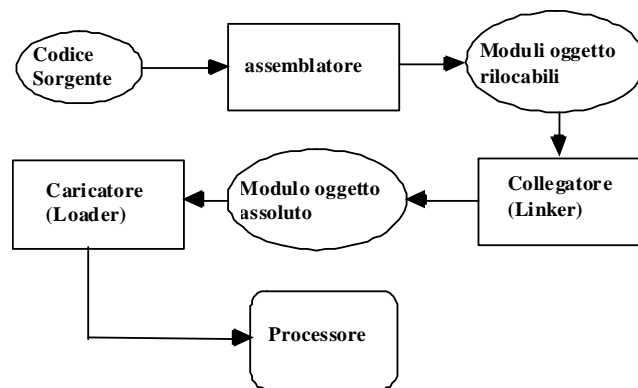 Codice
Sorgente
assemblatore
Moduli oggetto
rilocabili
Collegatore
(Linker)
Modulo oggetto
assoluto
Caricatore
(Loader)
Processore